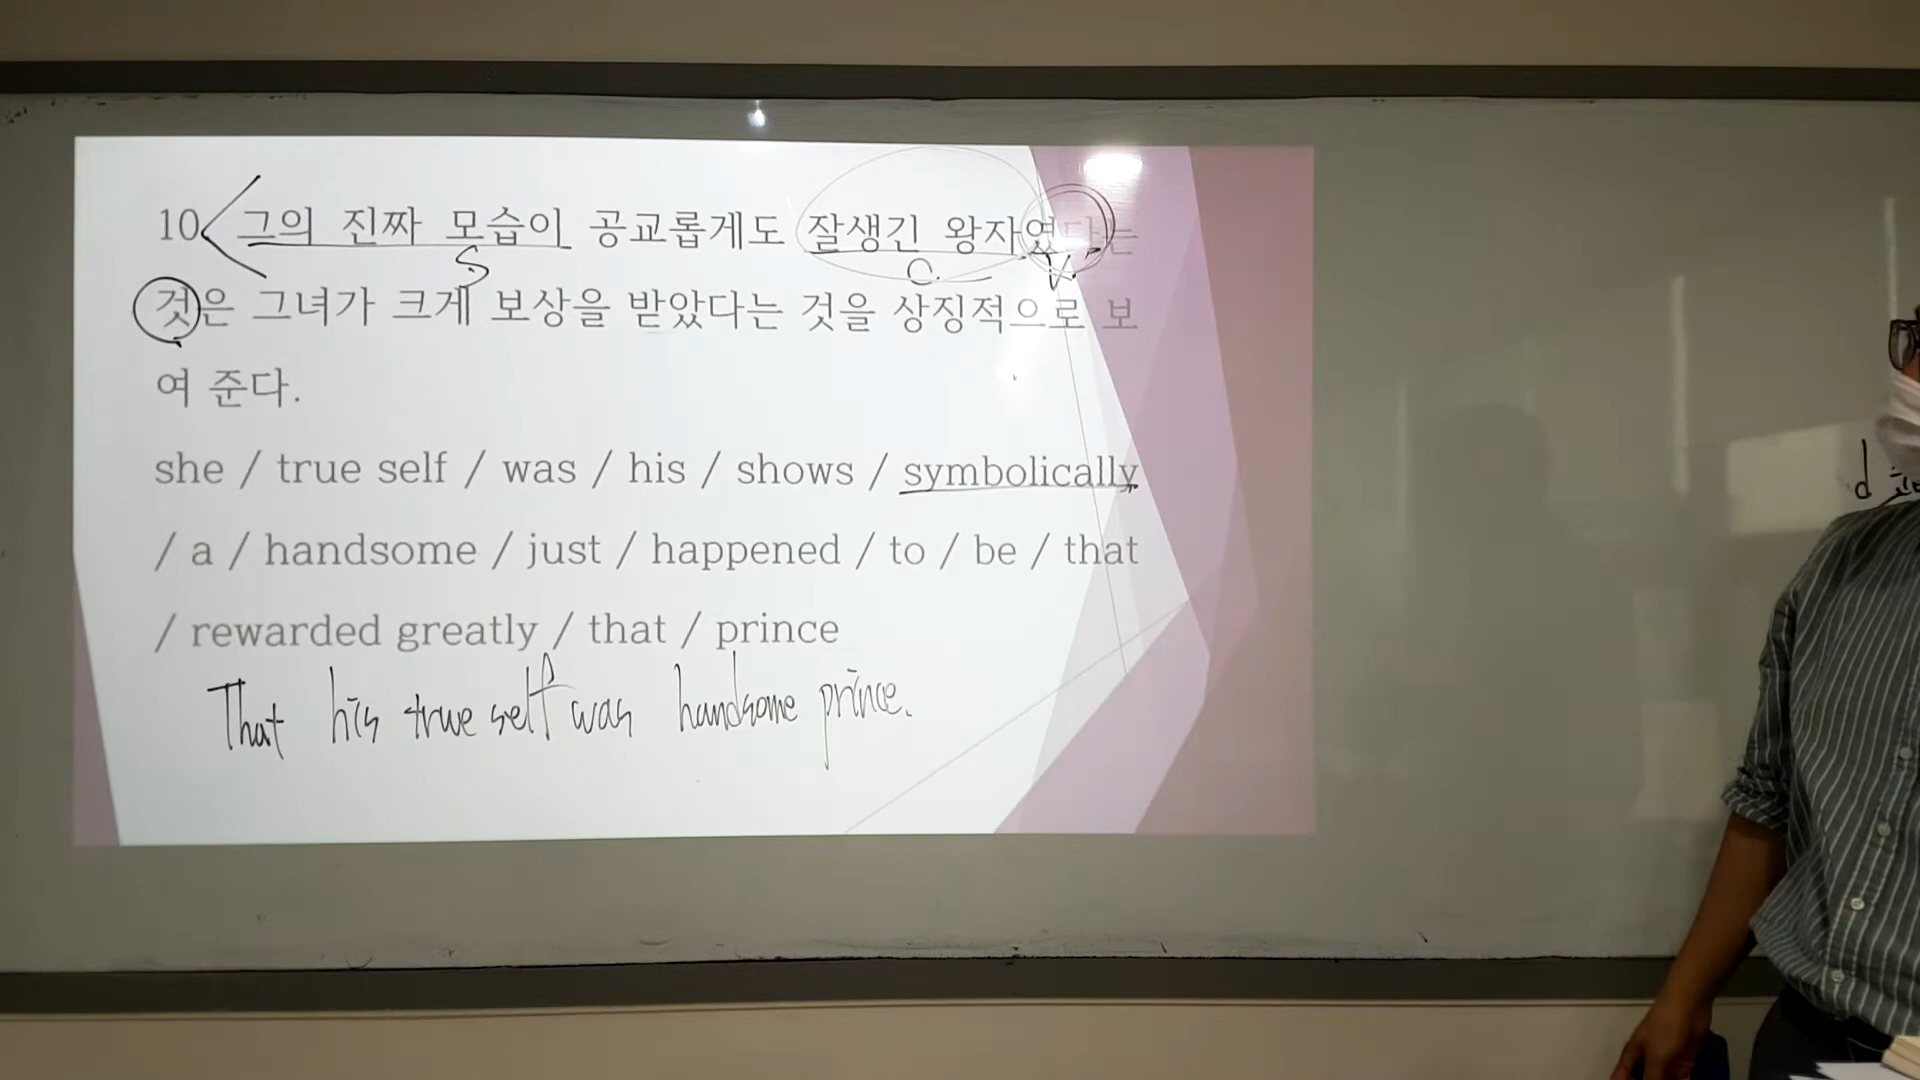 10 그의 진짜 모습이 공교롭게도 잘생긴 왕자였다는
S C V
것은 그녀가 크게 보상을 받았다는 것을 상징적으로 보
여 준다.
she / true self / was / his / shows / symbolically
/ a / handsome / just / happened / to / be / that
/ rewarded greatly / that / prince
That his true self was handsome prince.
d